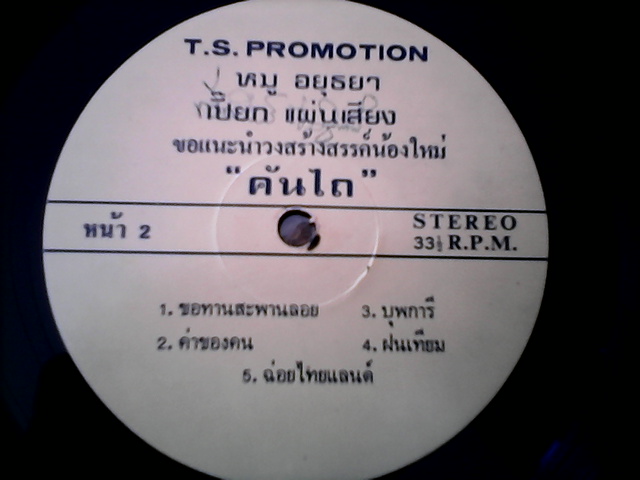 T.S. PROMOTION
หมู อยุธยา
เปี๊ยก แผ่นเสียง
ขอแนะนำวงสร้างสรรค์น้องใหม่
“คันไถ”
หน้า 2
STEREO
33⅓ R.P.M.
1. ขอทานสะพานลอย
3. บุพการี
2. ค่าของคน
4. ฝนเทียม
5. ฉ่อยไทยแลนด์